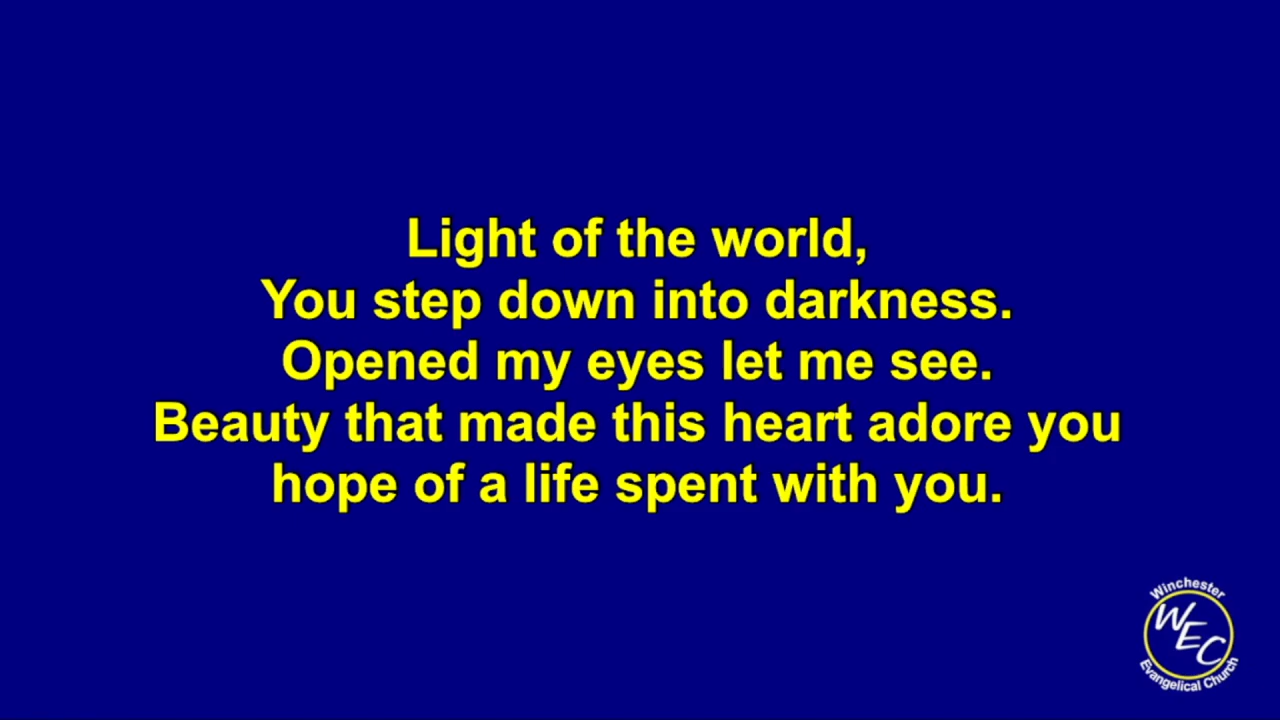 Light of the world,
You step down into darkness.
Opened my eyes let me see.
Beauty that made this heart adore you
hope of a life spent with you.
Winchester
WEC
Evangelical Church